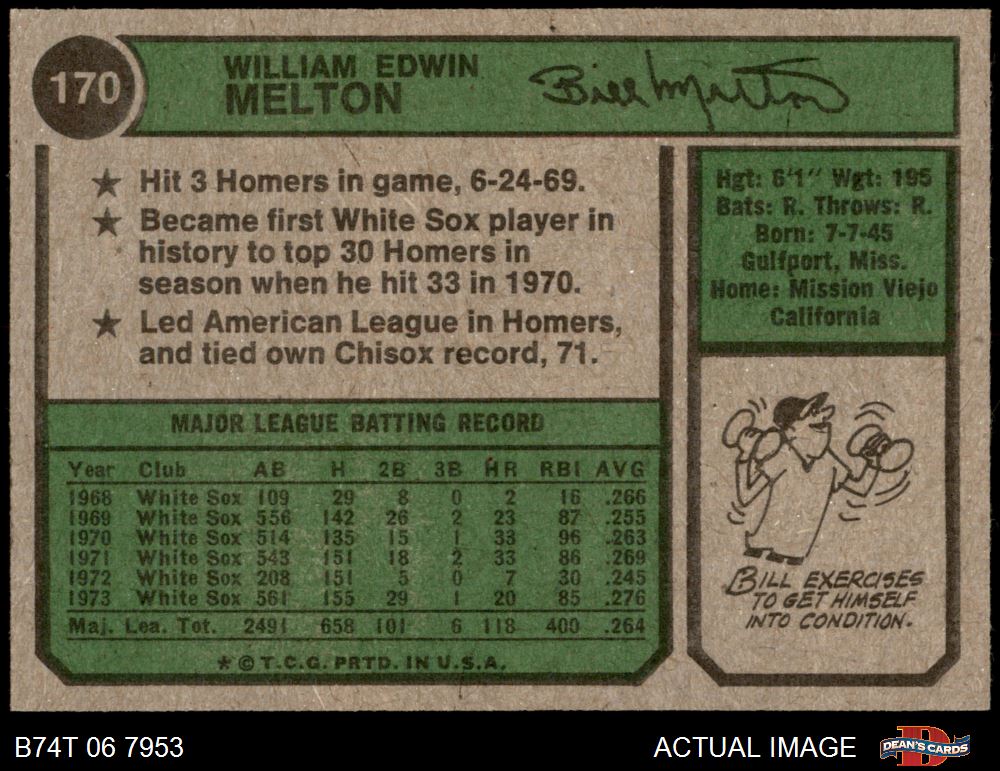 170
WILLIAM EDWIN
MELTON
Bill Melton
★ Hit 3 Homers in game, 6-24-69.
★ Became first White Sox player in
history to top 30 Homers in
season when he hit 33 in 1970.
★ Led American League in Homers,
and tied own Chisox record, 71.
Hgt: 6'1" Wgt: 195
Bats: R. Throws: R.
Born: 7-7-45
Gulfport, Miss.
Home: Mission Viejo
California
MAJOR LEAGUE BATTING RECORD
Year Club AB H 2B 3B HR RBI AVG
1968 White Sox 109 29 8 0 2 16 .266
1969 White Sox 556 142 26 2 23 87 .255
1970 White Sox 514 135 15 1 33 96 .263
1971 White Sox 543 151 18 2 33 86 .269
1972 White Sox 208 151 5 0 7 30 .245
1973 White Sox 561 155 29 1 20 85 .276
Maj. Lea. Tot. 2491 658 101 6 118 400 .264
★ © T.C.G. PRTD. IN U.S.A.
BILL EXERCISES
TO GET HIMSELF
INTO CONDITION.
B74T 06 7953
ACTUAL IMAGE
DEAN'S CARDS